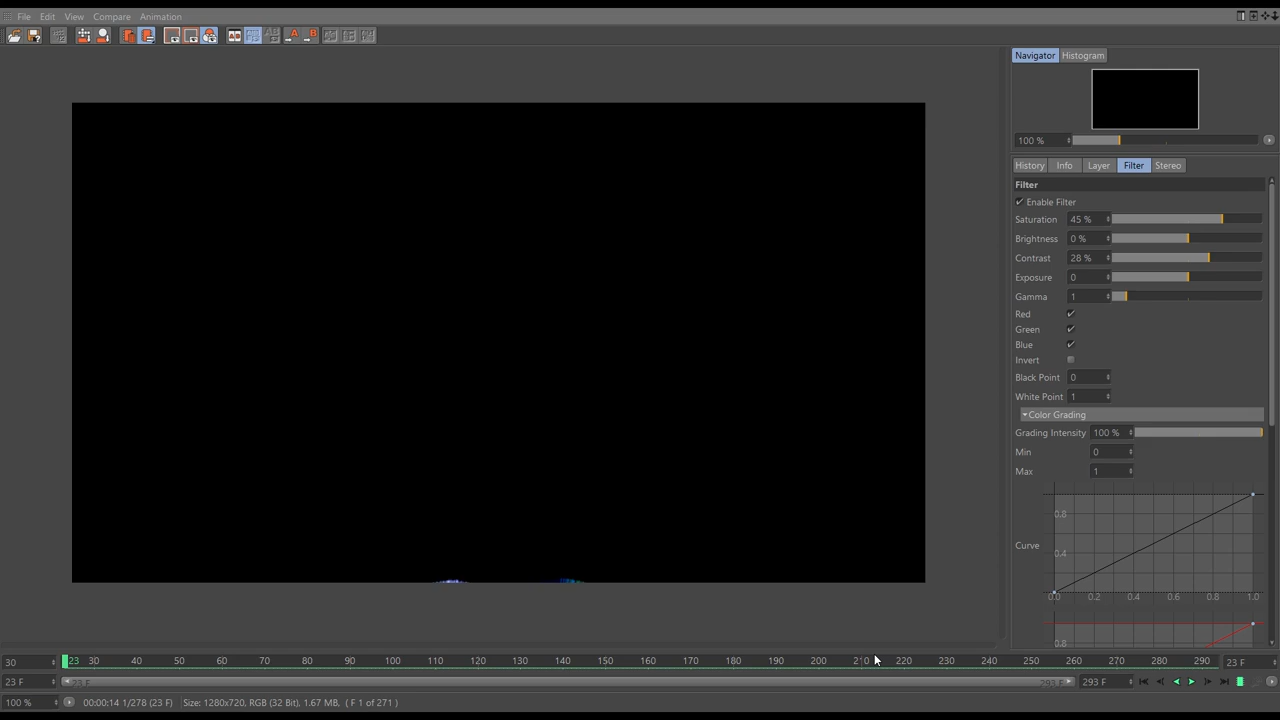 File Edit View Compare Animation
Navigator Histogram
100 %
History Info Layer Filter Stereo
Filter
Enable Filter
Saturation 45 %
Brightness 0 %
Contrast 28 %
Exposure 0
Gamma 1
Red
Green
Blue
Invert
Black Point 0
White Point 1
Color Grading
Grading Intensity 100 %
Min 0
Max 1
0.8
Curve 0.4
0.0 0.2 0.4 0.6 0.8 1.0
0.8
30 23 30 40 50 60 70 80 90 100 110 120 130 140 150 160 170 180 190 200 210 220 230 240 250 260 270 280 290 23 F
23 F 23 F 293 F 293 F
100 % 00:00:14 1/278 (23 F) Size: 1280x720, RGB (32 Bit), 1.67 MB, ( F 1 of 271 )